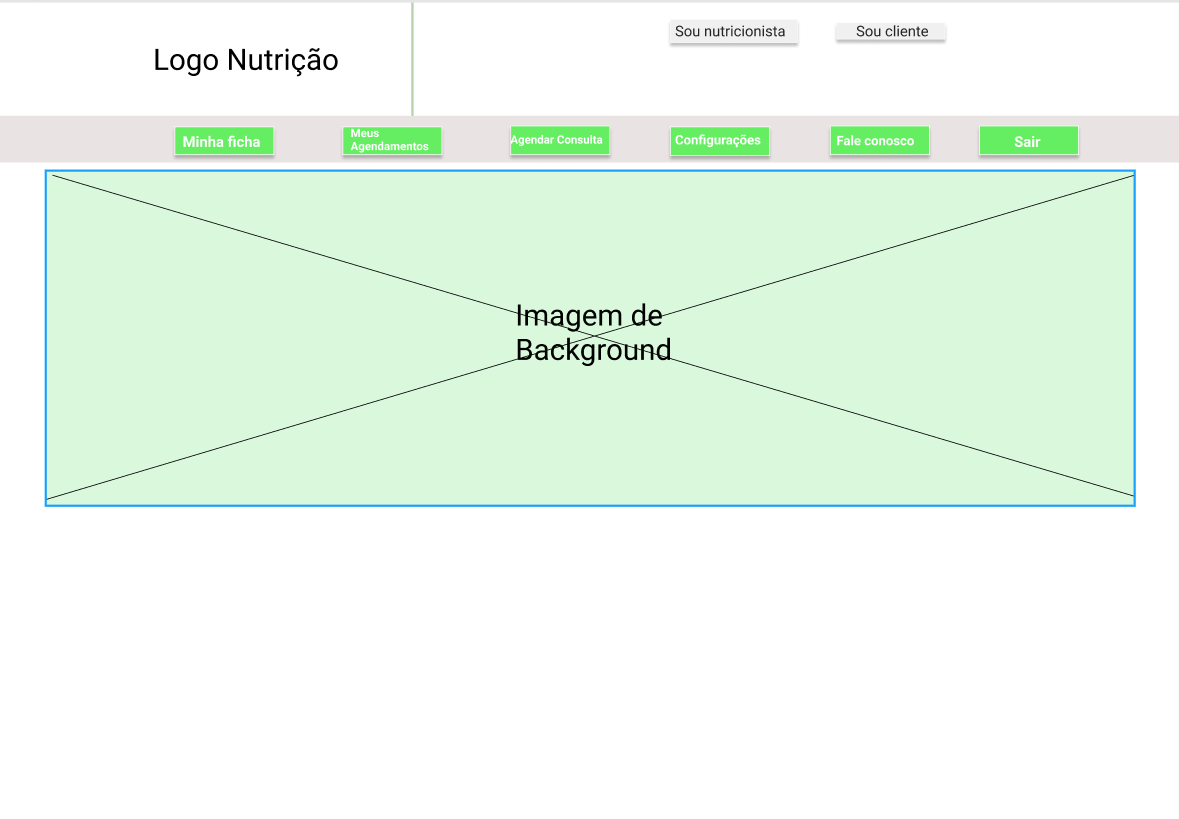 Sou nutricionista
Sou cliente
Logo Nutrição
Minha ficha
Meus
Agendamentos
Agendar Consulta
Configurações
Fale conosco
Sair
Imagem de
Background